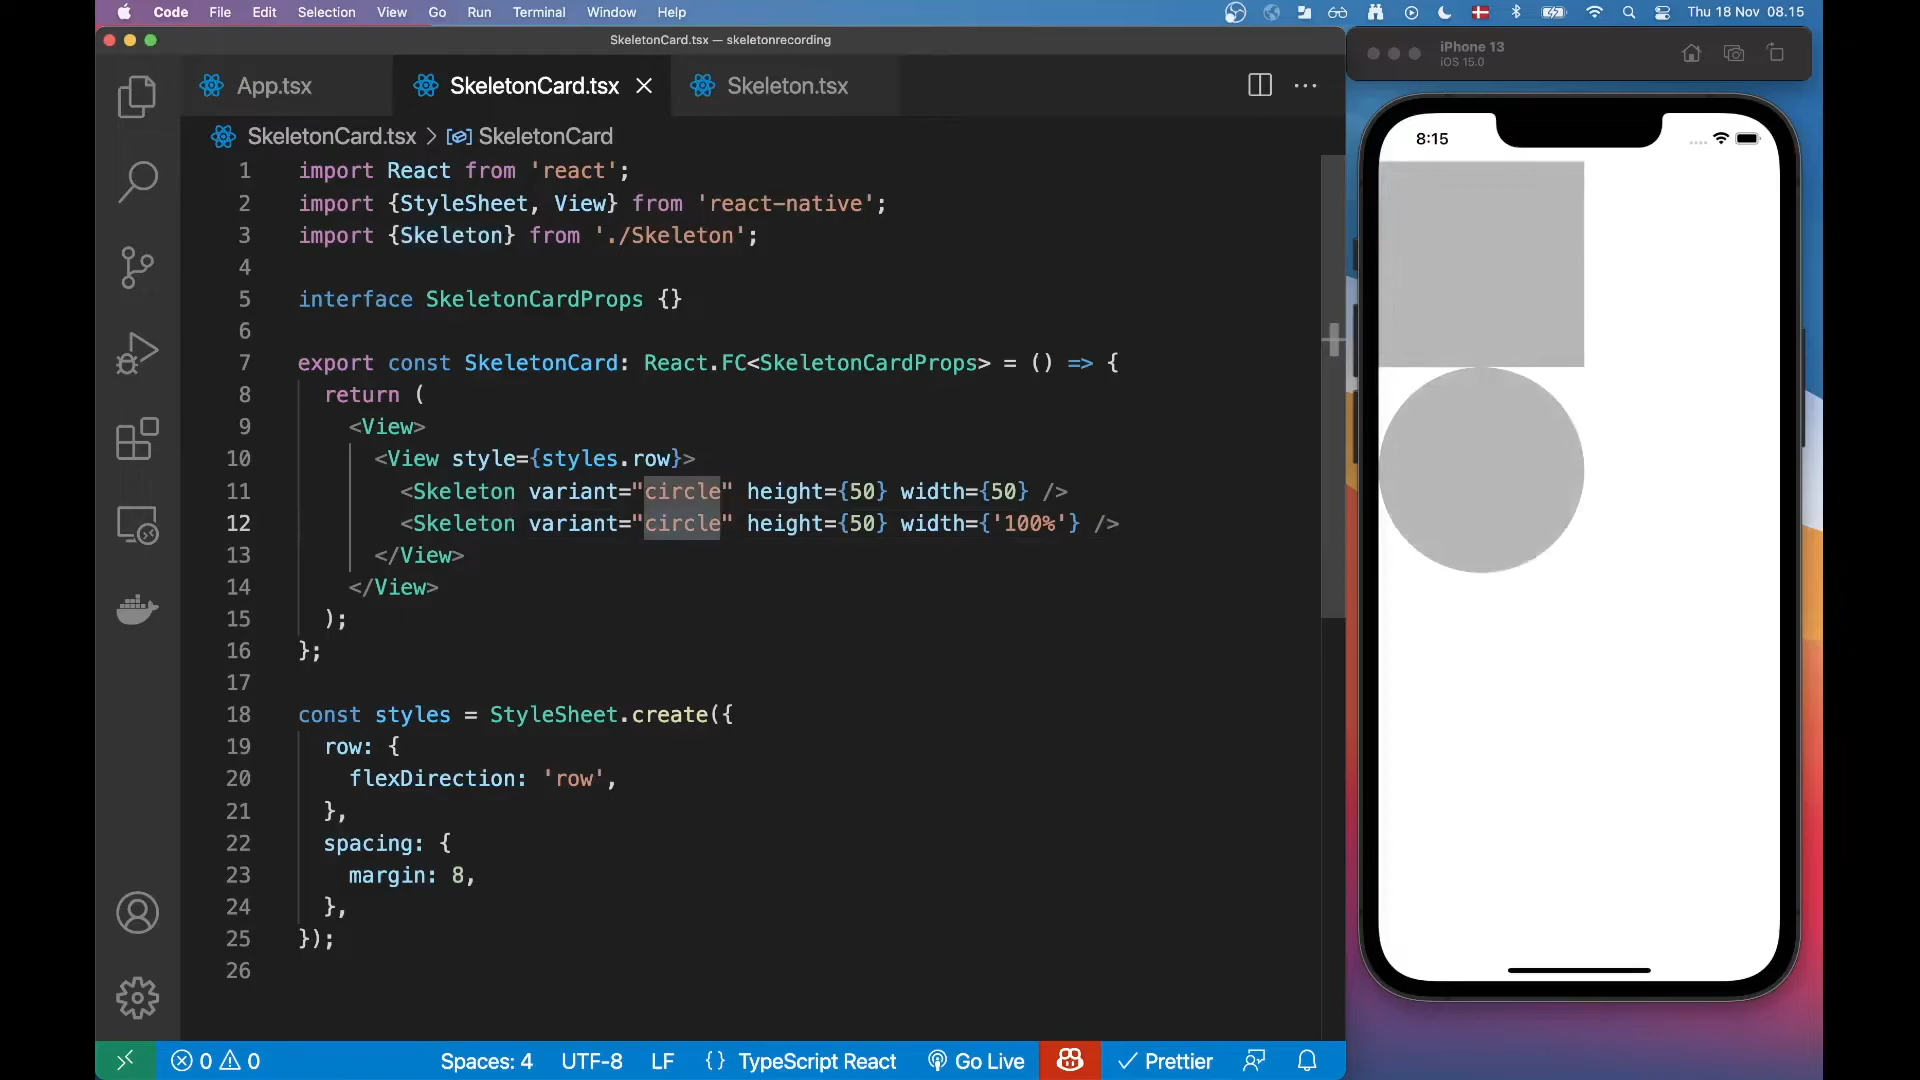 Code File Edit Selection View Go Run Terminal Window Help Thu 18 Nov 08.15
SkeletonCard.tsx — skeletonrecording
App.tsx SkeletonCard.tsx Skeleton.tsx
SkeletonCard.tsx > SkeletonCard
1 import React from 'react';
2 import {StyleSheet, View} from 'react-native';
3 import {Skeleton} from './Skeleton';
4
5 interface SkeletonCardProps {}
6
7 export const SkeletonCard: React.FC<SkeletonCardProps> = () => {
8 return (
9 <View>
10 <View style={styles.row}>
11 <Skeleton variant="circle" height={50} width={50} />
12 <Skeleton variant="circle" height={50} width={'100%'} />
13 </View>
14 </View>
15 );
16 };
17
18 const styles = StyleSheet.create({
19 row: {
20 flexDirection: 'row',
21 },
22 spacing: {
23 margin: 8,
24 },
25 });
26
0 0 Spaces: 4 UTF-8 LF {} TypeScript React Go Live Prettier
iPhone 13
iOS 15.0
8:15